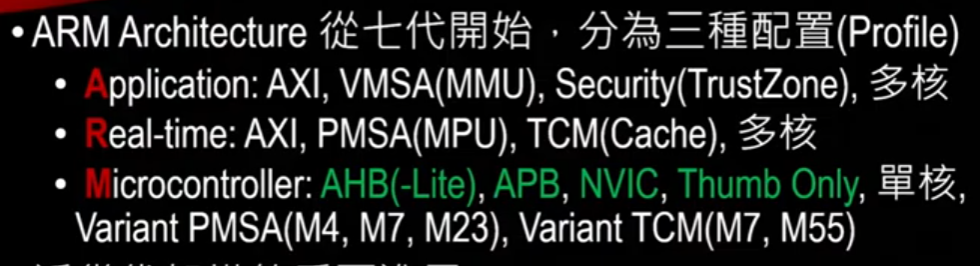 • ARM Architecture 從七代開始，分為三種配置(Profile)
• Application: AXI, VMSA(MMU), Security(TrustZone), 多核
• Real-time: AXI, PMSA(MPU), TCM(Cache), 多核
• Microcontroller: AHB(-Lite), APB, NVIC, Thumb Only, 單核,
Variant PMSA(M4, M7, M23), Variant TCM(M7, M55)